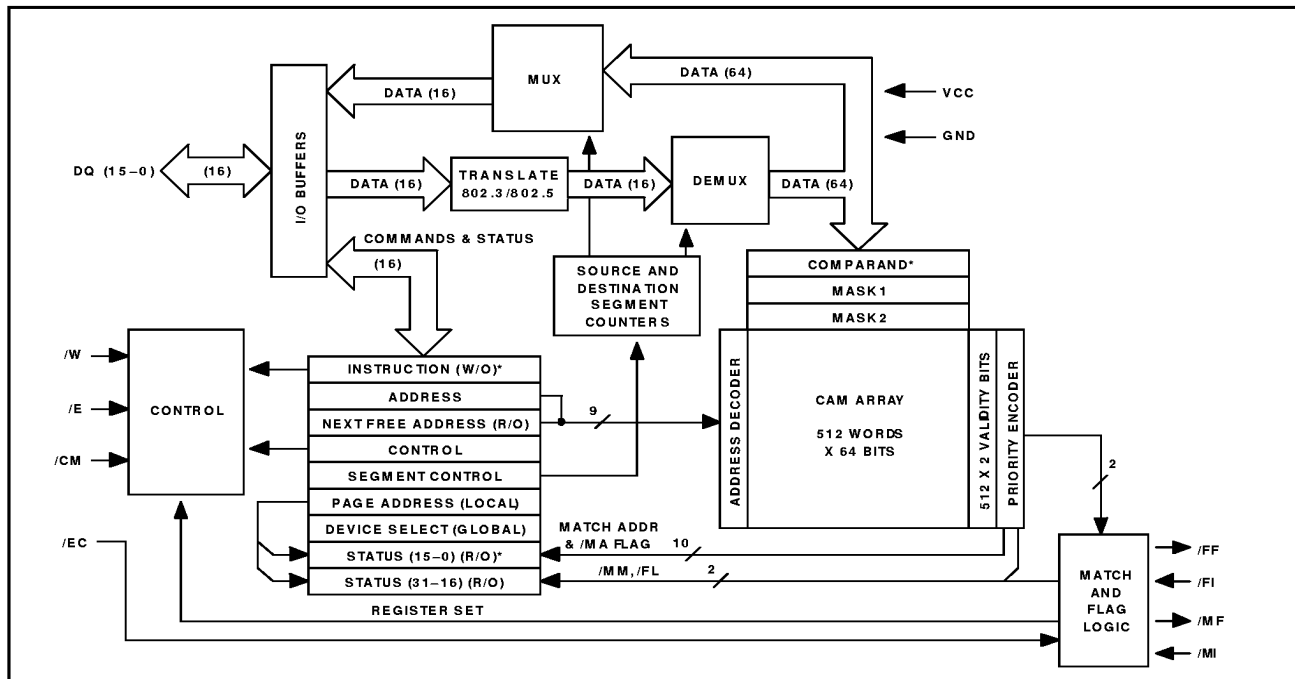 MUX
DATA (64)
DATA (16)
VCC
GND
DQ (15–0)
(16)
I/O BUFFERS
DATA (16)
TRANSLATE
802.3/802.5
DATA (16)
DEMUX
DATA (64)
COMMANDS & STATUS
(16)
SOURCE AND
DESTINATION
SEGMENT
COUNTERS
COMPARAND*
MASK1
MASK2
/W
/E
/CM
/EC
CONTROL
INSTRUCTION (W/O)*
ADDRESS
NEXT FREE ADDRESS (R/O)
CONTROL
SEGMENT CONTROL
PAGE ADDRESS (LOCAL)
DEVICE SELECT (GLOBAL)
STATUS (15–0) (R/O)*
STATUS (31–16) (R/O)
REGISTER SET
9
ADDRESS DECODER
CAM ARRAY
512 WORDS
X 64 BITS
512 X 2 VALIDITY BITS
PRIORITY ENCODER
2
MATCH ADDR
& /MA FLAG
10
/MM, /FL
2
MATCH
AND
FLAG
LOGIC
/FF
/FI
/MF
/MI